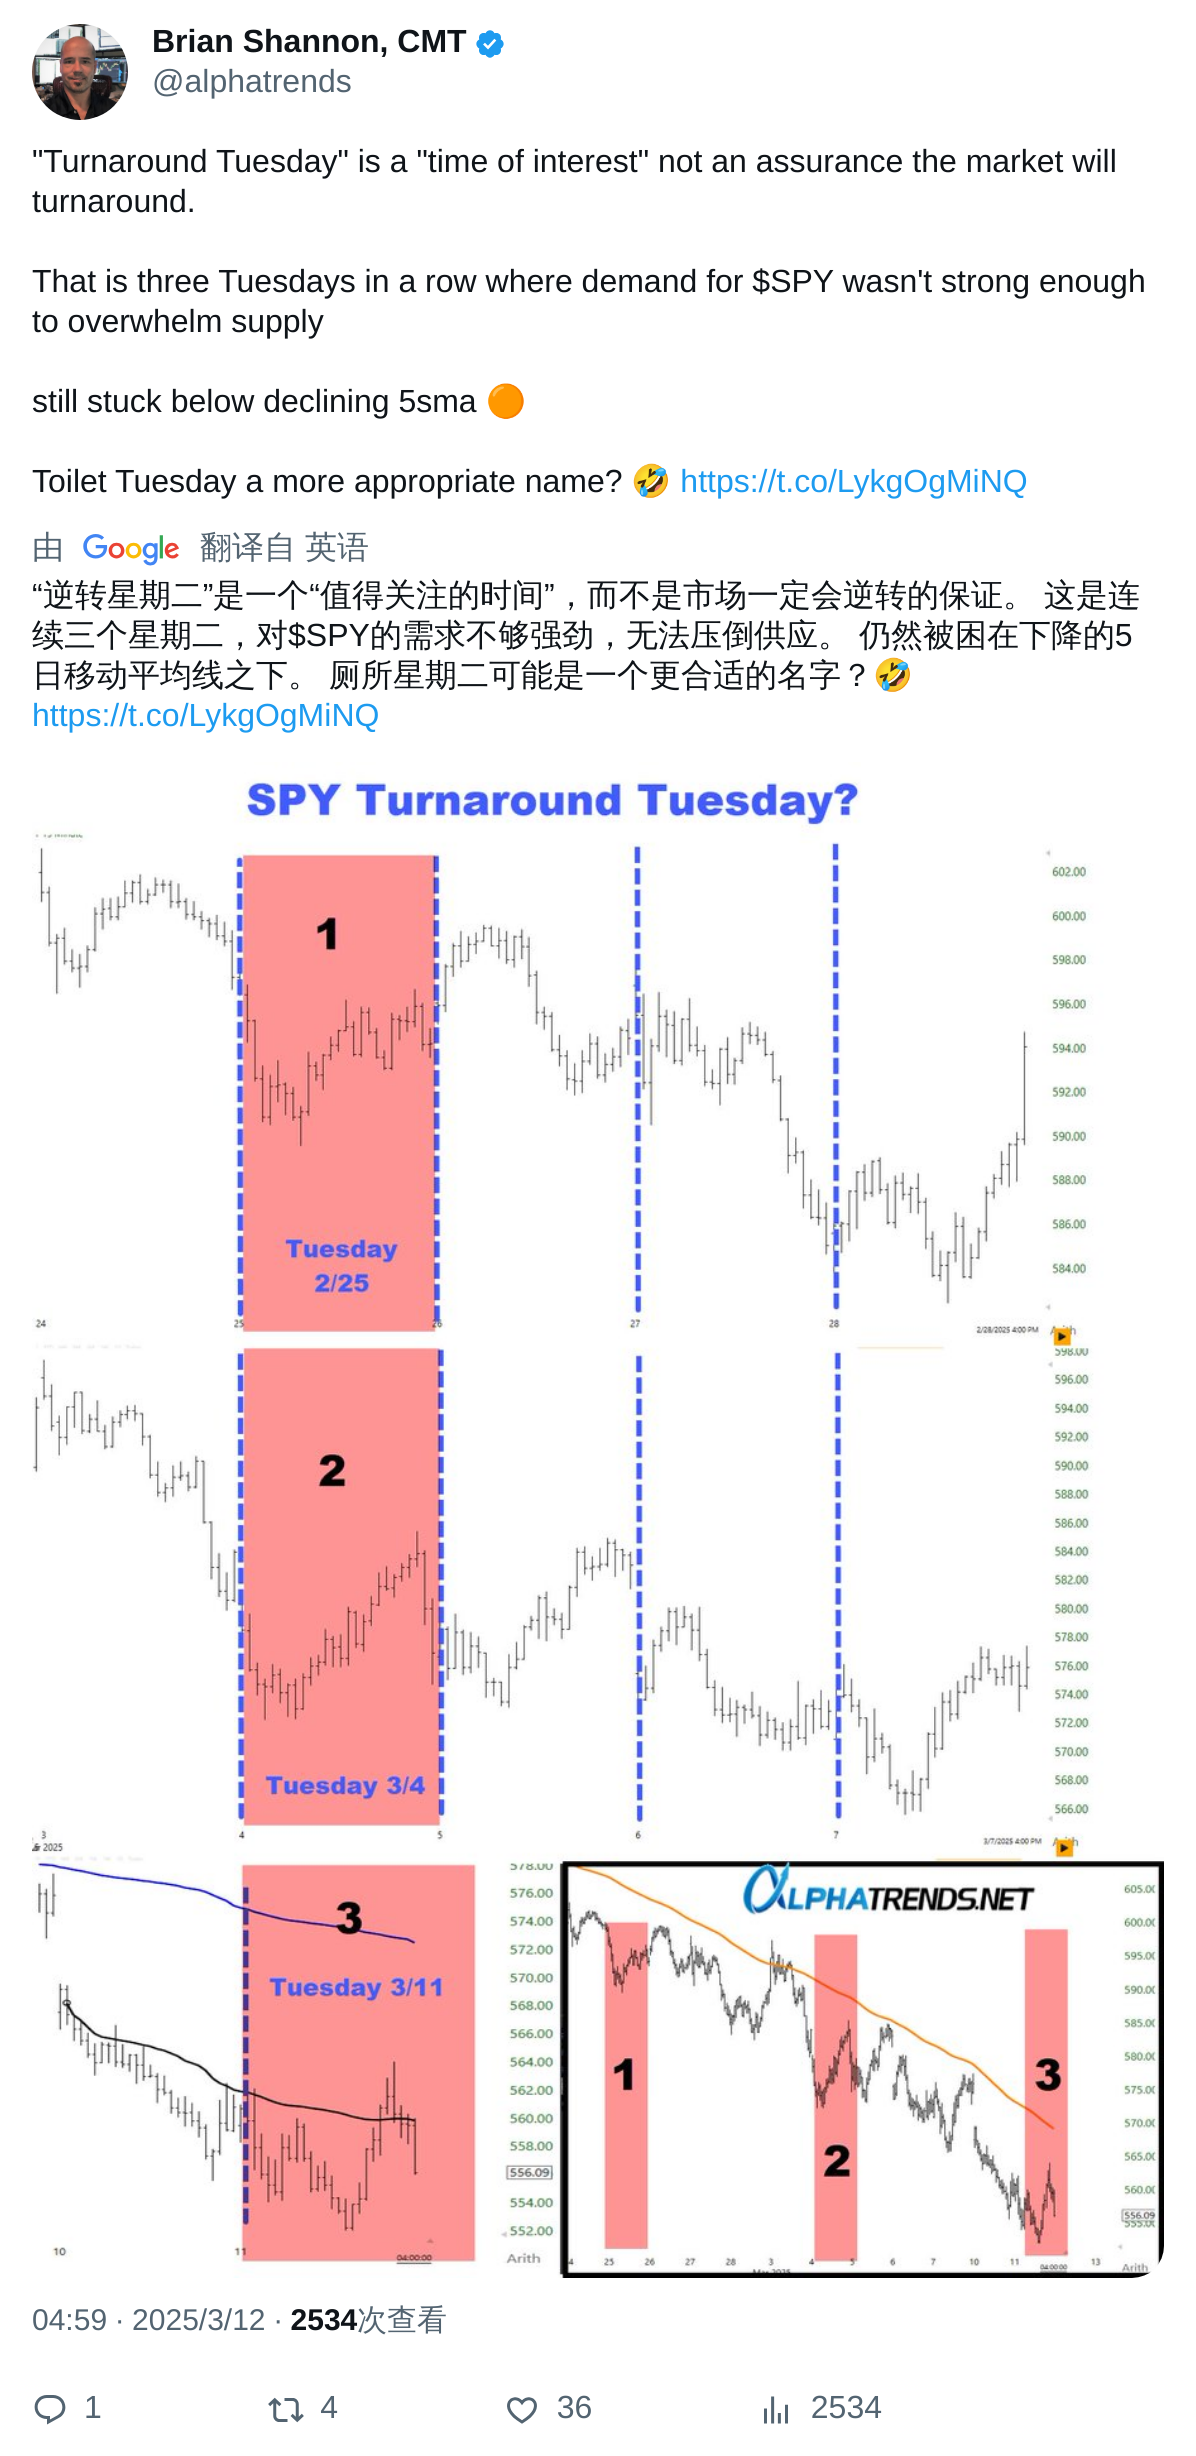 Brian Shannon, CMT
@alphatrends
"Turnaround Tuesday" is a "time of interest" not an assurance the market will
turnaround.
That is three Tuesdays in a row where demand for $SPY wasn't strong enough
to overwhelm supply
still stuck below declining 5sma 🟠
Toilet Tuesday a more appropriate name? 🤣 https://t.co/LykgOgMiNQ
由 Google 翻译自 英语
“逆转星期二”是一个“值得关注的时间”，而不是市场一定会逆转的保证。 这是连
续三个星期二，对$SPY的需求不够强劲，无法压倒供应。 仍然被困在下降的5
日移动平均线之下。 厕所星期二可能是一个更合适的名字？🤣
https://t.co/LykgOgMiNQ
SPY Turnaround Tuesday?
602.00
1
600.00
598.00
596.00
594.00
592.00
590.00
588.00
586.00
Tuesday
2/25
584.00
24 25 26 27 28 2/28/2025 4:00 PM
598.00
596.00
594.00
592.00
2
590.00
588.00
586.00
584.00
582.00
580.00
578.00
576.00
574.00
572.00
570.00
Tuesday 3/4
568.00
566.00
3 4 5 6 7 3/7/2025 4:00 PM
2025
578.00
576.00
3
574.00
572.00
Tuesday 3/11
570.00
568.00
566.00
564.00
562.00
560.00
558.00
556.09
554.00
552.00
10 11 04:00:00 Arith
ALPHATRENDS.NET
605.00
600.00
595.00
590.00
585.00
580.00
1
3
575.00
570.00
2
565.00
560.00
556.09
555.00
4 25 26 27 28 3 4 5 6 7 10 11 04:00:00 13 Arith
Mar 2025
04:59 · 2025/3/12 · 2534次查看
1 4 36 2534